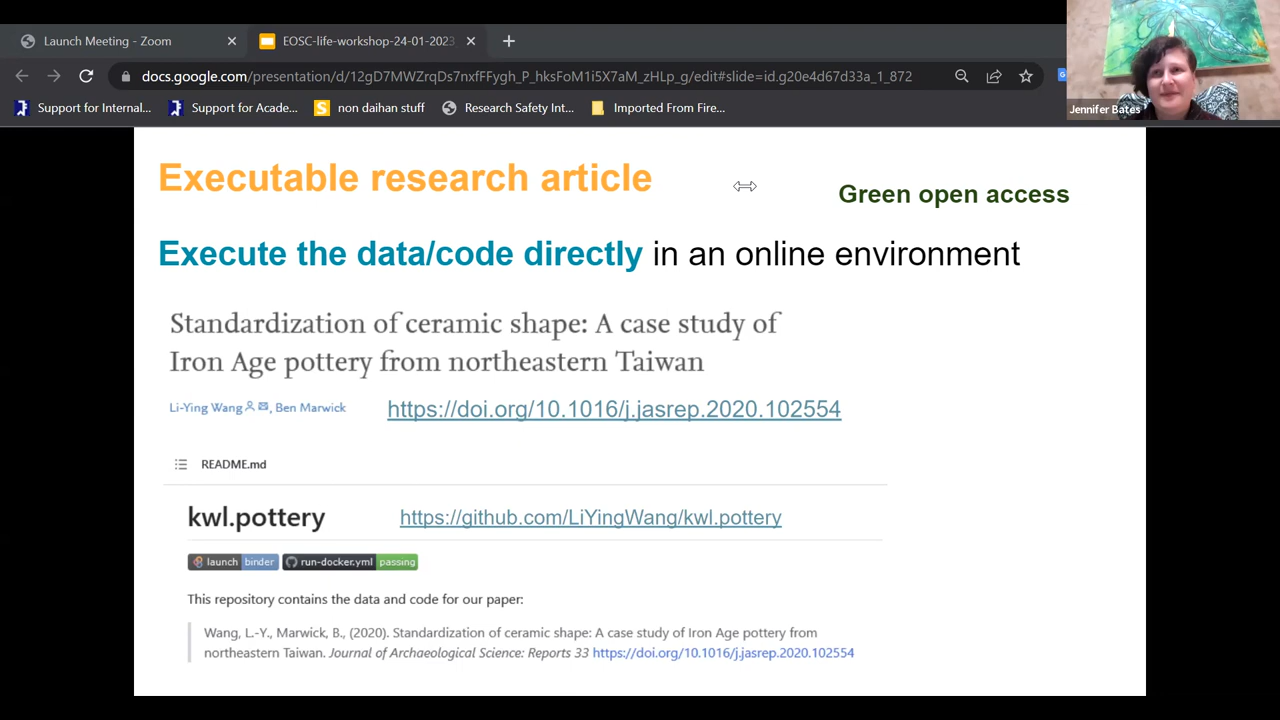 Launch Meeting - Zoom
EOSC-life-workshop-24-01-2023
docs.google.com/presentation/d/12gD7MWZrqDs7nxfFFygh_P_hksFoM1i5X7aM_zHLp_g/edit#slide=id.g20e4d67d33a_1_872
Support for Internal... Support for Acade... non daihan stuff Research Safety Int... Imported From Fire...
Jennifer Bates
Executable research article
Green open access
Execute the data/code directly in an online environment
Standardization of ceramic shape: A case study of
Iron Age pottery from northeastern Taiwan
Li-Ying Wang, Ben Marwick https://doi.org/10.1016/j.jasrep.2020.102554
README.md
kwl.pottery https://github.com/LiYingWang/kwl.pottery
launch binder run-docker.yml passing
This repository contains the data and code for our paper:
Wang, L.-Y., Marwick, B., (2020). Standardization of ceramic shape: A case study of Iron Age pottery from
northeastern Taiwan. Journal of Archaeological Science: Reports 33 https://doi.org/10.1016/j.jasrep.2020.102554